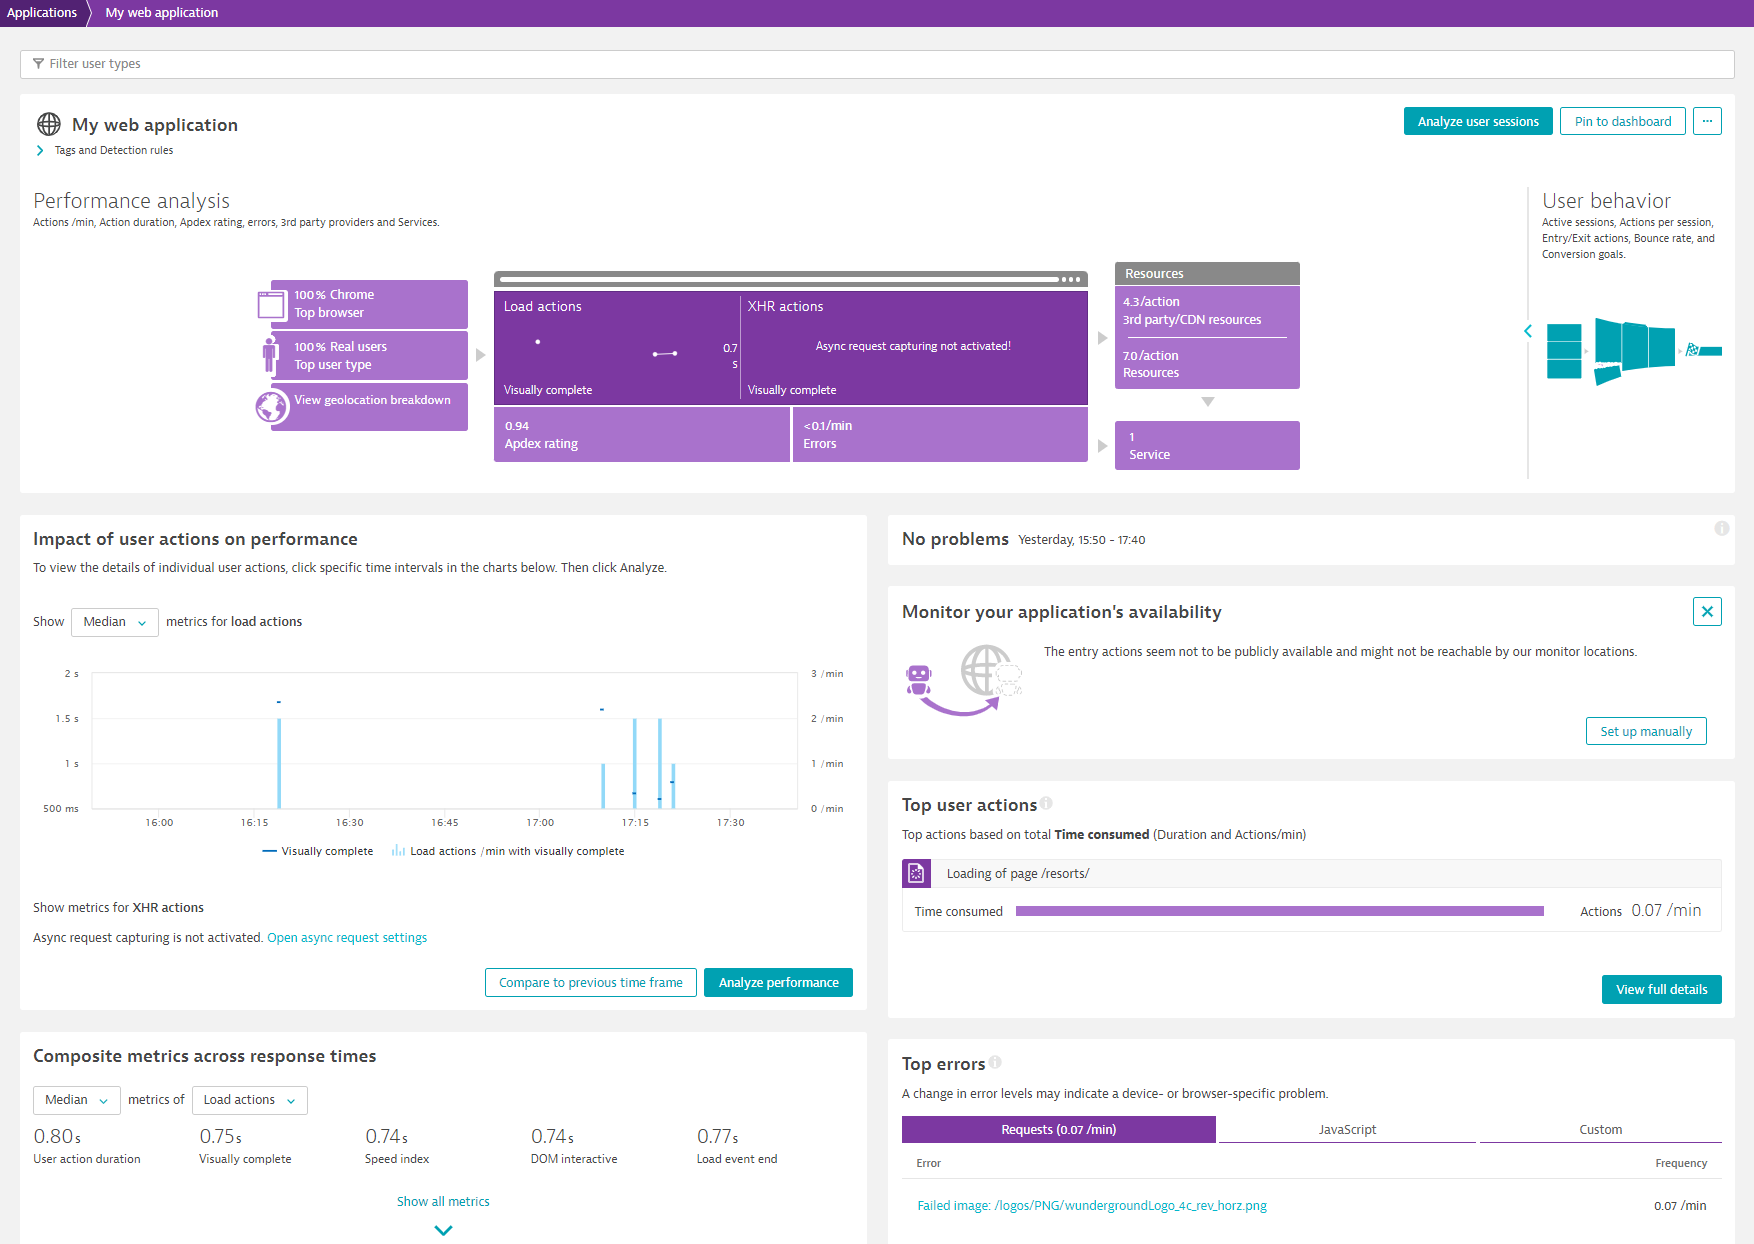 Applications
My web application
Filter user types
My web application
Analyze user sessions
Pin to dashboard
...
Tags and Detection rules
Performance analysis
Actions /min, Action duration, Apdex rating, errors, 3rd party providers and Services.
User behavior
Active sessions, Actions per session,
Entry/Exit actions, Bounce rate, and
Conversion goals.
100% Chrome
Top browser
100% Real users
Top user type
View geolocation breakdown
Load actions
0.7
s
Visually complete
XHR actions
Async request capturing not activated!
Visually complete
0.94
Apdex rating
<0.1/min
Errors
Resources
4.3/action
3rd party/CDN resources
7.0/action
Resources
1
Service
Impact of user actions on performance
To view the details of individual user actions, click specific time intervals in the charts below. Then click Analyze.
Show Median metrics for load actions
2 s
1.5 s
1 s
500 ms
3 /min
2 /min
1 /min
0 /min
16:00 16:15 16:30 16:45 17:00 17:15 17:30
Visually complete Load actions /min with visually complete
Show metrics for XHR actions
Async request capturing is not activated. Open async request settings
Compare to previous time frame
Analyze performance
Composite metrics across response times
Median metrics of Load actions
0.80s 0.75s 0.74s 0.74s 0.77s
User action duration Visually complete Speed index DOM interactive Load event end
Show all metrics
No problems Yesterday, 15:50 - 17:40
Monitor your application's availability
The entry actions seem not to be publicly available and might not be reachable by our monitor locations.
Set up manually
Top user actions
Top actions based on total Time consumed (Duration and Actions/min)
Loading of page /resorts/
Time consumed Actions 0.07 /min
View full details
Top errors
A change in error levels may indicate a device- or browser-specific problem.
Requests (0.07 /min) JavaScript Custom
Error Frequency
Failed image: /logos/PNG/wundergroundLogo_4c_rev_horz.png 0.07 /min